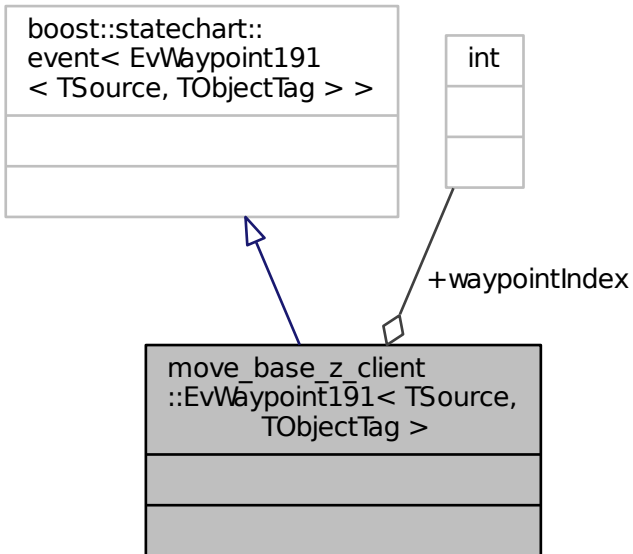 boost::statechart::
event< EvWaypoint191
< TSource, TObjectTag > >
int
+waypointIndex
move_base_z_client
::EvWaypoint191< TSource,
TObjectTag >